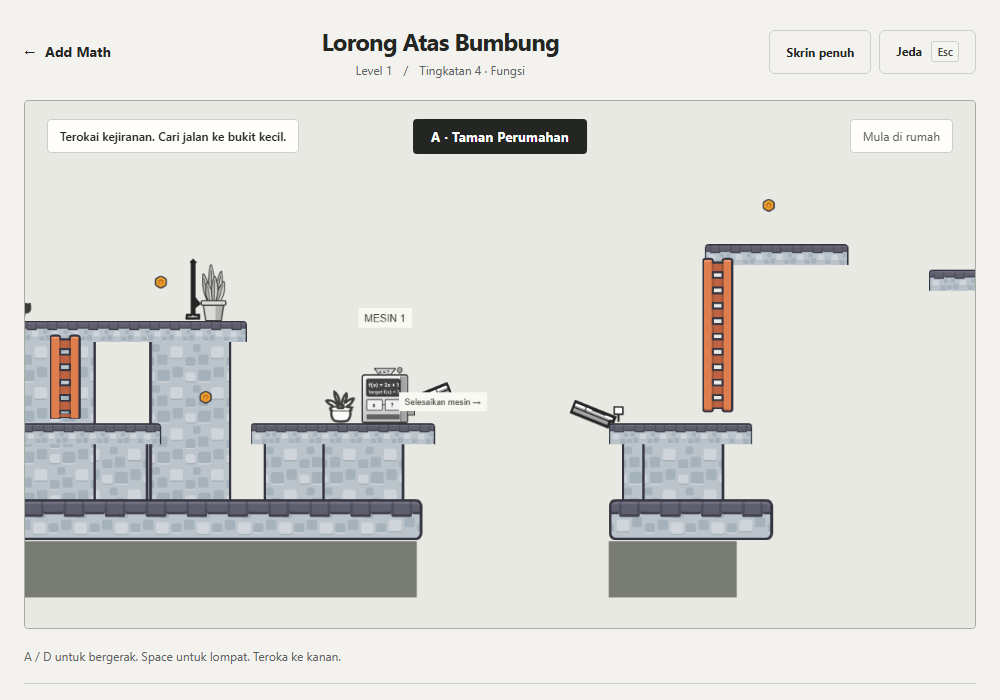 ← Add Math
Lorong Atas Bumbung
Level 1 / Tingkatan 4 · Fungsi
Skrin penuh
Jeda Esc
Terokai kejiranan. Cari jalan ke bukit kecil.
A · Taman Perumahan
Mula di rumah
MESIN 1
f(x) = 2x + 1
Selesaikan mesin →
A / D untuk bergerak. Space untuk lompat. Teroka ke kanan.